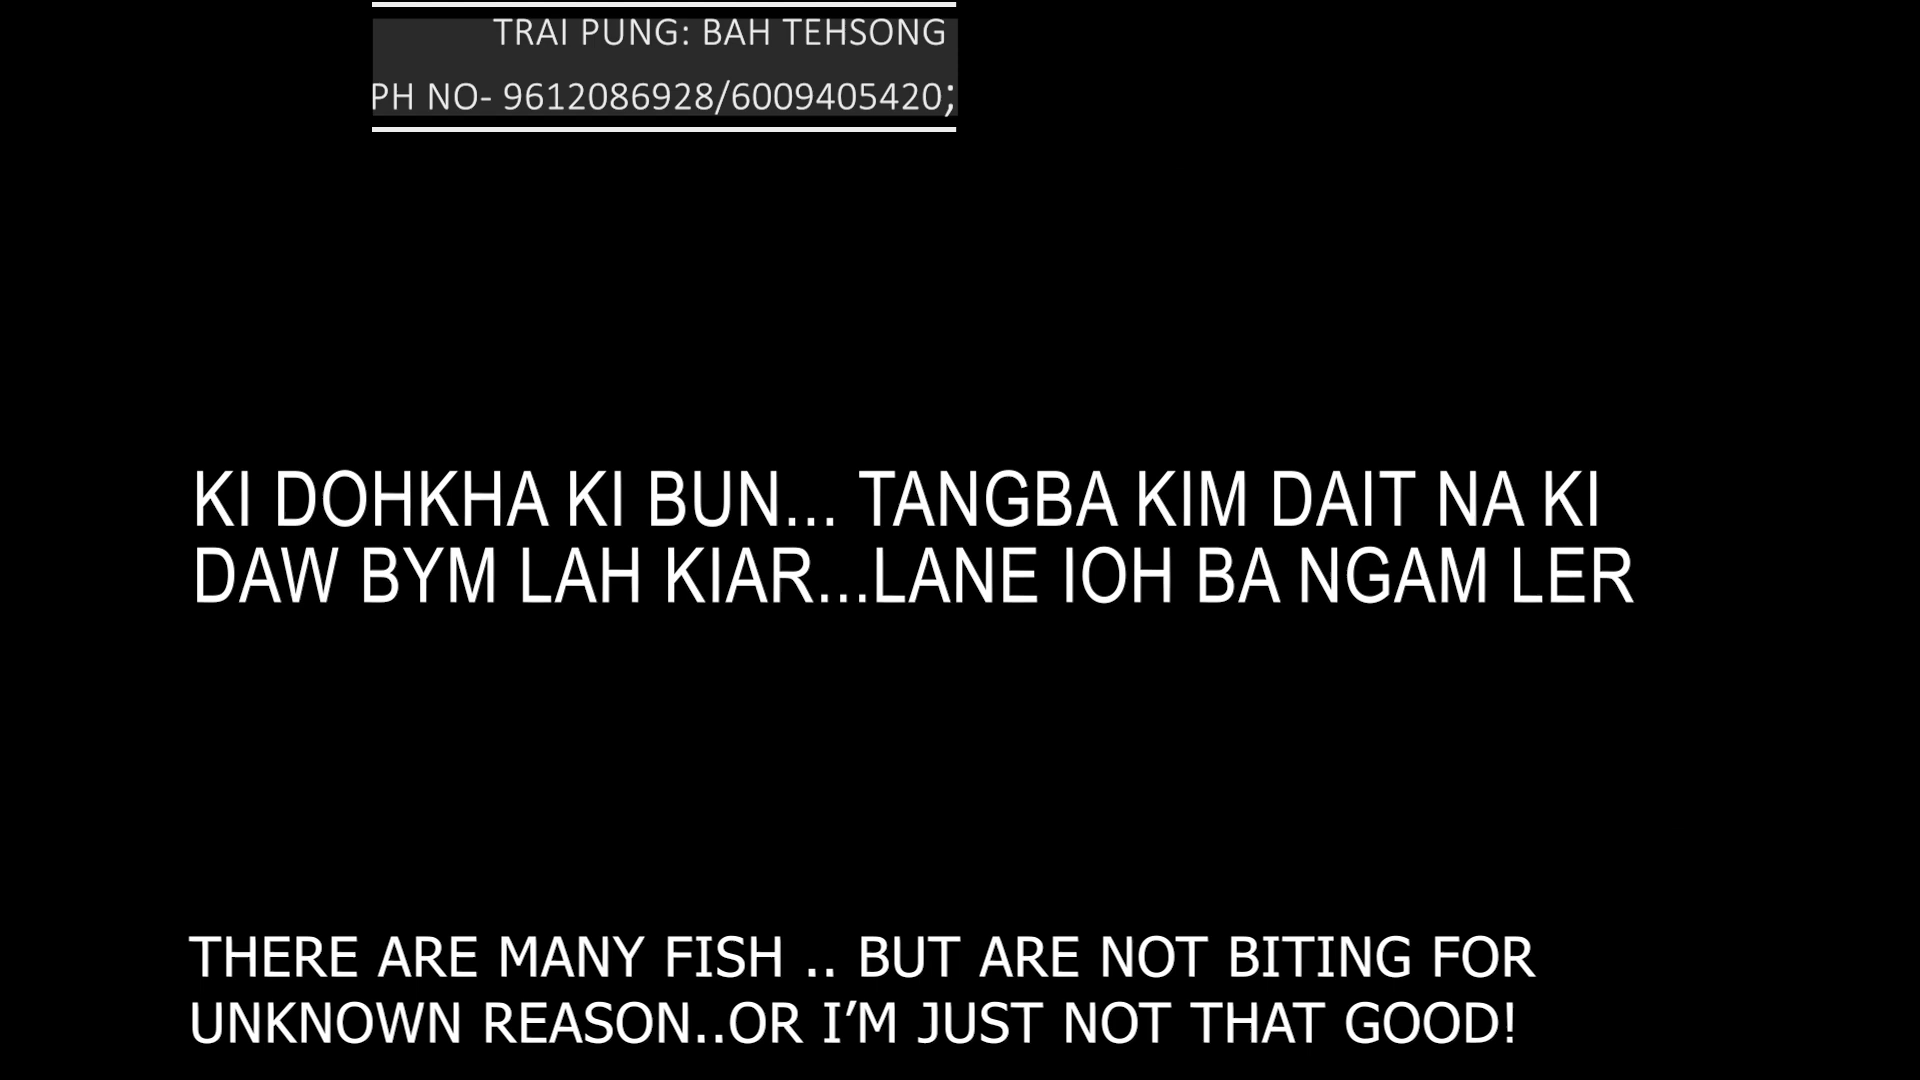 TRAI PUNG: BAH TEHSONG
PH NO- 9612086928/6009405420;
KI DOHKHA KI BUN... TANGBA KIM DAIT NA KI
DAW BYM LAH KIAR...LANE IOH BA NGAM LER
THERE ARE MANY FISH .. BUT ARE NOT BITING FOR
UNKNOWN REASON..OR I’M JUST NOT THAT GOOD!